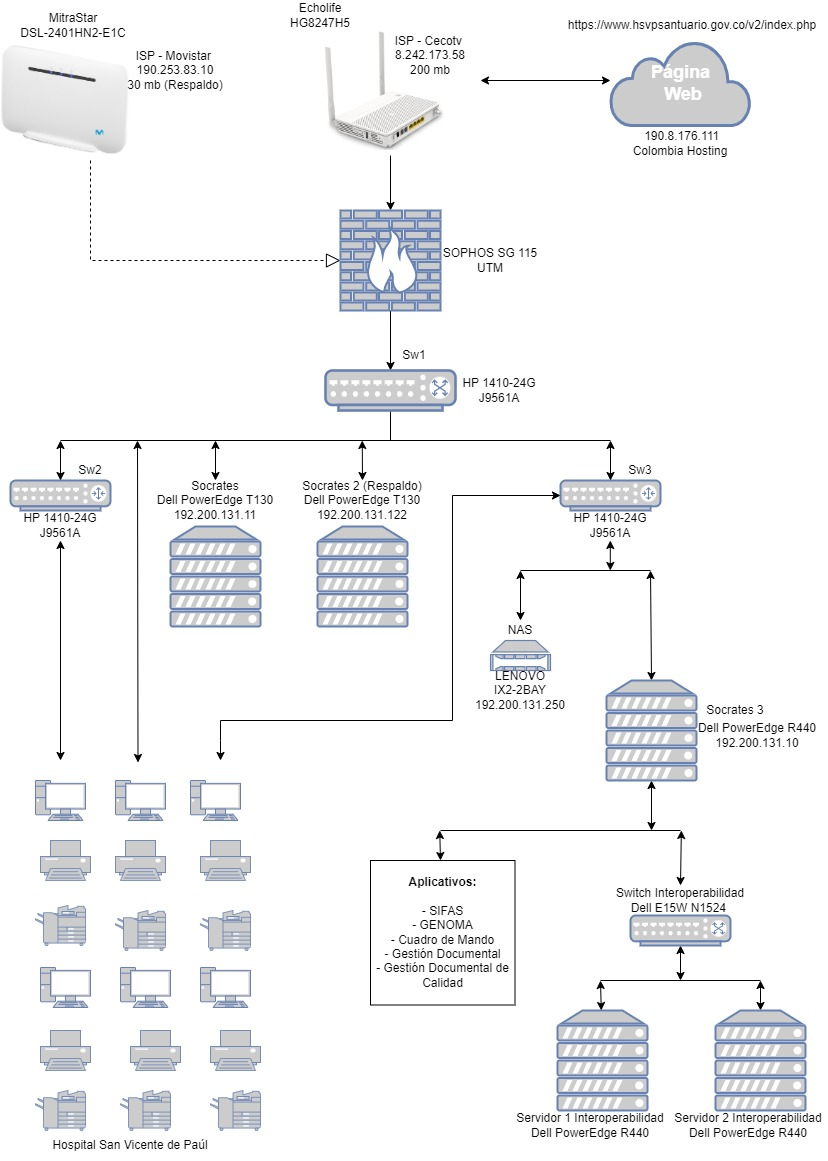 MitraStar
DSL-2401HN2-E1C
ISP - Movistar
190.253.83.10
30 mb (Respaldo)
Echolife
HG8247H5
ISP - Cecotv
8.242.173.58
200 mb
https://www.hsvpsantuario.gov.co/v2/index.php
Página
Web
190.8.176.111
Colombia Hosting
SOPHOS SG 115
UTM
Sw1
HP 1410-24G
J9561A
Sw2
HP 1410-24G
J9561A
Socrates
Dell PowerEdge T130
192.200.131.11
Socrates 2 (Respaldo)
Dell PowerEdge T130
192.200.131.122
Sw3
HP 1410-24G
J9561A
NAS
LENOVO
IX2-2BAY
192.200.131.250
Socrates 3
Dell PowerEdge R440
192.200.131.10
Aplicativos:
- SIFAS
- GENOMA
- Cuadro de Mando
- Gestión Documental
- Gestión Documental de
Calidad
Switch Interoperabilidad
Dell E15W N1524
Servidor 1 Interoperabilidad
Dell PowerEdge R440
Servidor 2 Interoperabilidad
Dell PowerEdge R440
Hospital San Vicente de Paúl